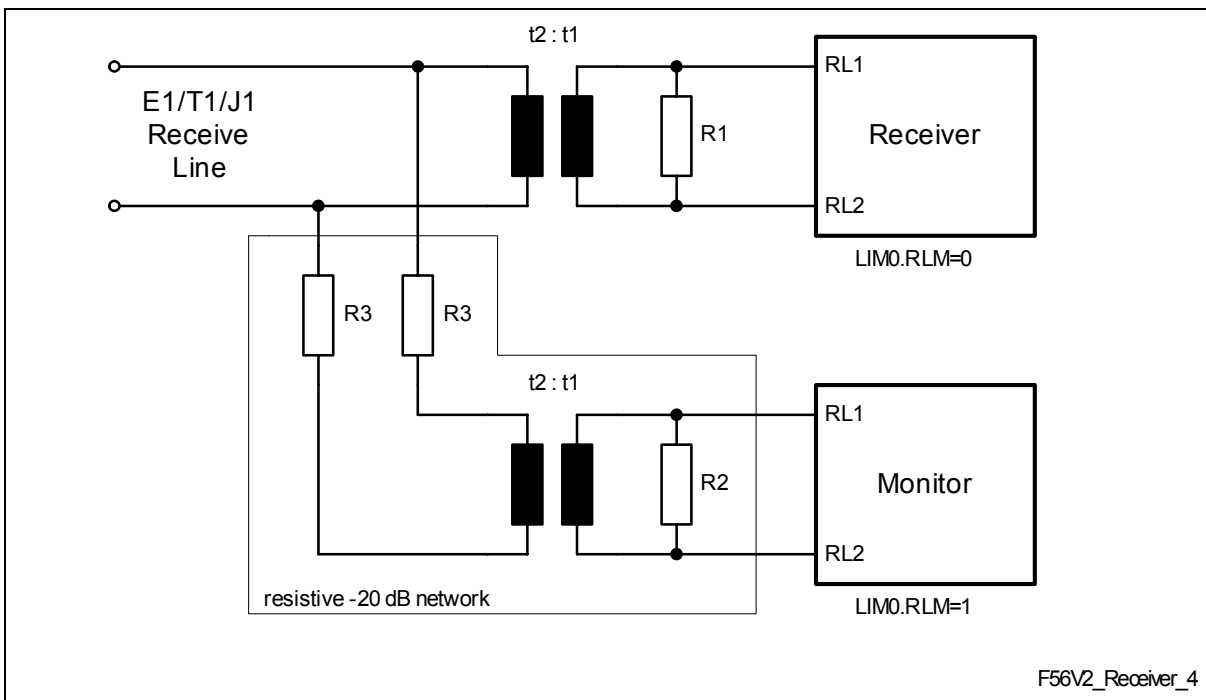 t2 : t1
E1/T1/J1
Receive
Line
RL1
R1
Receiver
RL2
LIM0.RLM=0
R3
R3
t2 : t1
RL1
R2
Monitor
RL2
resistive -20 dB network
LIM0.RLM=1
F56V2_Receiver_4